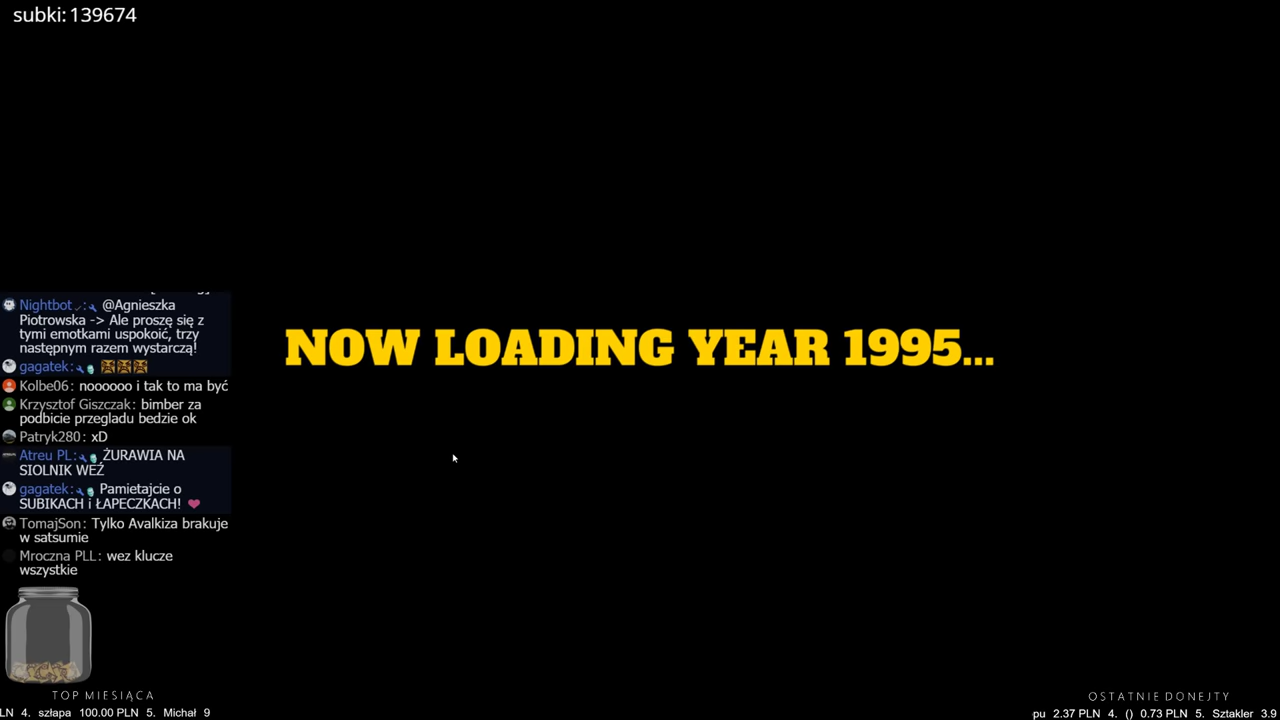 subki: 139674
NOW LOADING YEAR 1995...
Nightbot : @Agnieszka
Piotrowska -> Ale proszę się z
tymi emotkami uspokoić, trzy
następnym razem wystarczą!
gagatek:
Kolbe06: noooooo i tak to ma być
Krzysztof Giszczak: bimber za
podbicie przegladu bedzie ok
Patryk280: xD
Atreu PL: ŻURAWIA NA
SIOLNIK WEŹ
gagatek: Pamietajcie o
SUBIKACH i ŁAPECZKACH!
TomajSon: Tylko Avalkiza brakuje
w satsumie
Mroczna PLL: wez klucze
wszystkie
TOP MIESIĄCA
LN 4. szłapa 100.00 PLN 5. Michał 9
OSTATNIE DONEJTY
pu 2.37 PLN 4. () 0.73 PLN 5. Sztakler 3.9